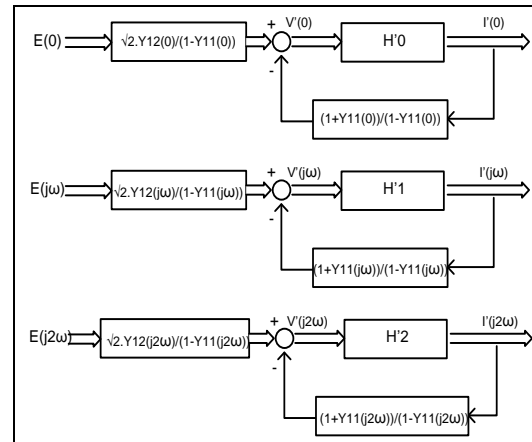 E(0) √2.Y12(0)/(1-Y11(0)) + - V'(0) H'0 I'(0)
(1+Y11(0))/(1-Y11(0))
E(jω) √2.Y12(jω)/(1-Y11(jω)) + - V'(jω) H'1 I'(jω)
(1+Y11(jω))/(1-Y11(jω))
E(j2ω) √2.Y12(j2ω)/(1-Y11(j2ω)) + - V'(j2ω) H'2 I'(j2ω)
(1+Y11(j2ω))/(1-Y11(j2ω))